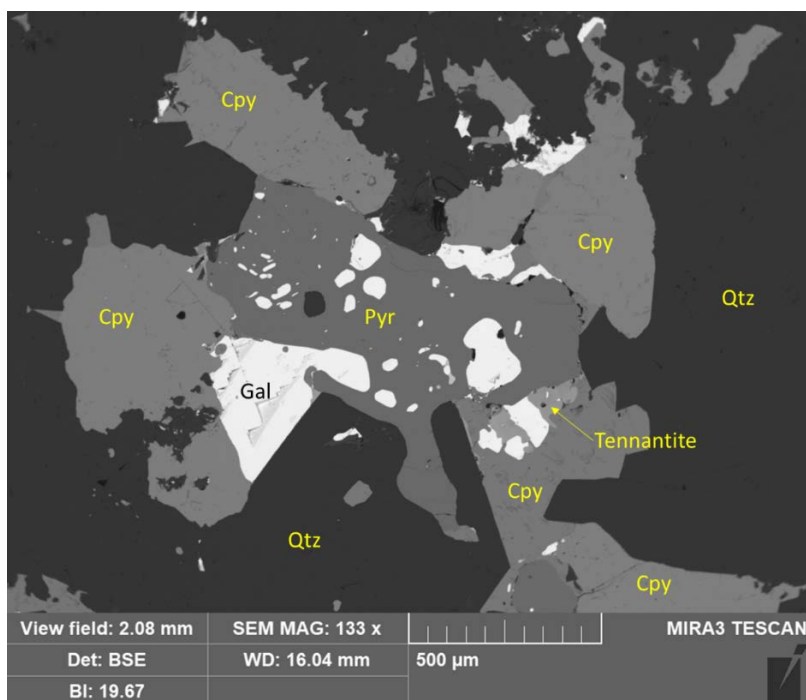 Cpy
Cpy
Cpy
Qtz
Pyr
Gal
Tennantite
Cpy
Qtz
Cpy
View field: 2.08 mm
SEM MAG: 133 x
MIRA3 TESCAN
Det: BSE
WD: 16.04 mm
500 µm
BI: 19.67